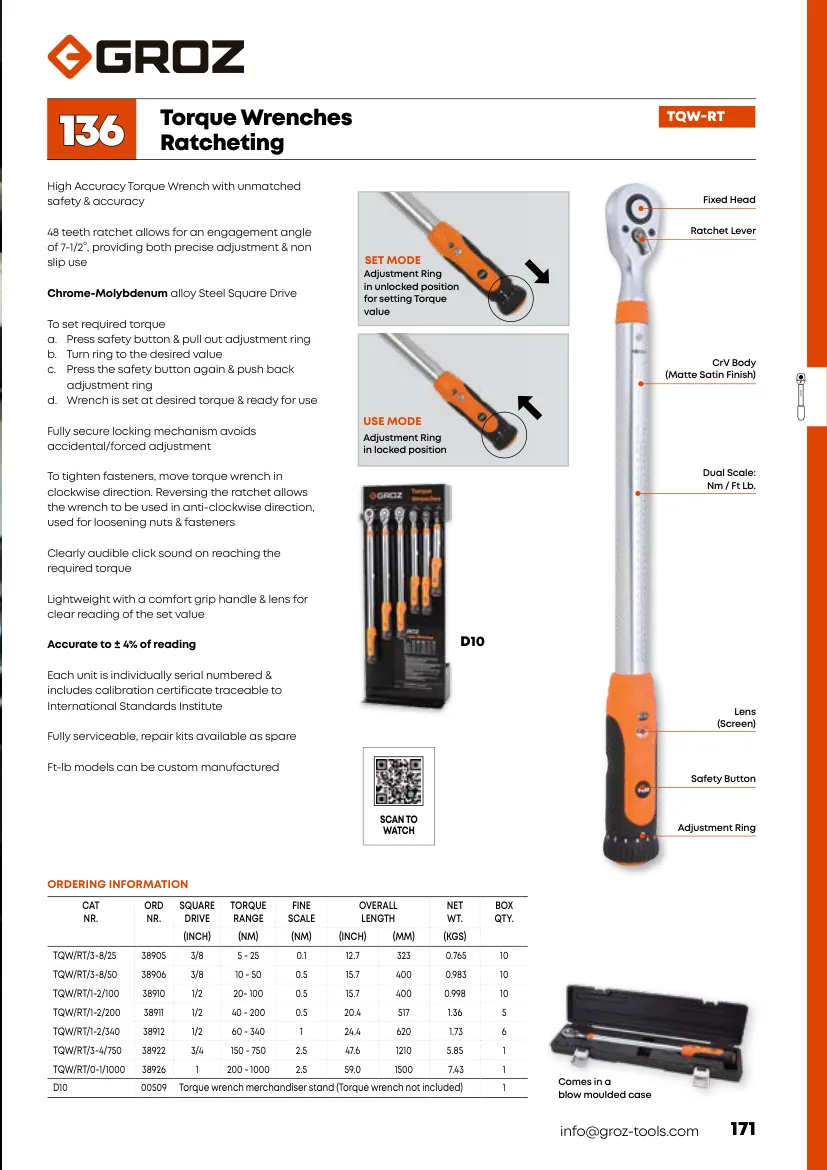 GROZ
136
Torque Wrenches
Ratcheting
TQW-RT
High Accuracy Torque Wrench with unmatched
safety & accuracy
48 teeth ratchet allows for an engagement angle
of 7-1/2°, providing both precise adjustment & non
slip use
Chrome-Molybdenum alloy Steel Square Drive
To set required torque
a. Press safety button & pull out adjustment ring
b. Turn ring to the desired value
c. Press the safety button again & push back
adjustment ring
d. Wrench is set at desired torque & ready for use
Fully secure locking mechanism avoids
accidental/forced adjustment
To tighten fasteners, move torque wrench in
clockwise direction. Reversing the ratchet allows
the wrench to be used in anti-clockwise direction,
used for loosening nuts & fasteners
Clearly audible click sound on reaching the
required torque
Lightweight with a comfort grip handle & lens for
clear reading of the set value
Accurate to ± 4% of reading
Each unit is individually serial numbered &
includes calibration certificate traceable to
International Standards Institute
Fully serviceable, repair kits available as spare
Ft-lb models can be custom manufactured
SET MODE
Adjustment Ring
in unlocked position
for setting Torque
value
USE MODE
Adjustment Ring
in locked position
GROZ
Torque
Wrenches
GROZ
D10
SCAN TO
WATCH
Fixed Head
Ratchet Lever
CrV Body
(Matte Satin Finish)
Dual Scale:
Nm / Ft Lb.
Lens
(Screen)
Safety Button
Adjustment Ring
ORDERING INFORMATION
CAT NR. ORD NR. SQUARE DRIVE TORQUE RANGE FINE SCALE OVERALL LENGTH NET WT. BOX QTY.
(INCH) (NM) (NM) (INCH) (MM) (KGS)
TQW/RT/3-8/25 38905 3/8 5 - 25 0.1 12.7 323 0.765 10
TQW/RT/3-8/50 38906 3/8 10 - 50 0.5 15.7 400 0.983 10
TQW/RT/1-2/100 38910 1/2 20- 100 0.5 15.7 400 0.998 10
TQW/RT/1-2/200 38911 1/2 40 - 200 0.5 20.4 517 1.36 5
TQW/RT/1-2/340 38912 1/2 60 - 340 1 24.4 620 1.73 6
TQW/RT/3-4/750 38922 3/4 150 - 750 2.5 47.6 1210 5.85 1
TQW/RT/0-1/1000 38926 1 200 - 1000 2.5 59.0 1500 7.43 1
D10 00509 Torque wrench merchandiser stand (Torque wrench not included) 1
Comes in a
blow moulded case
info@groz-tools.com
171